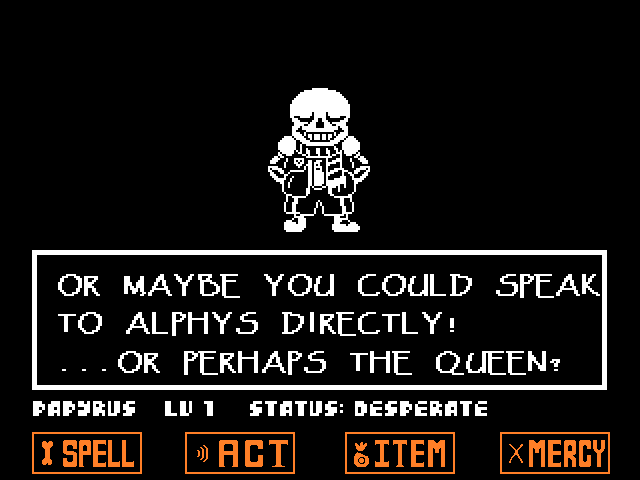 OR MAYBE YOU COULD SPEAK
TO ALPHYS DIRECTLY!
...OR PERHAPS THE QUEEN?
PAPYRUS LV 1 STATUS: DESPERATE
SPELL ACT ITEM MERCY